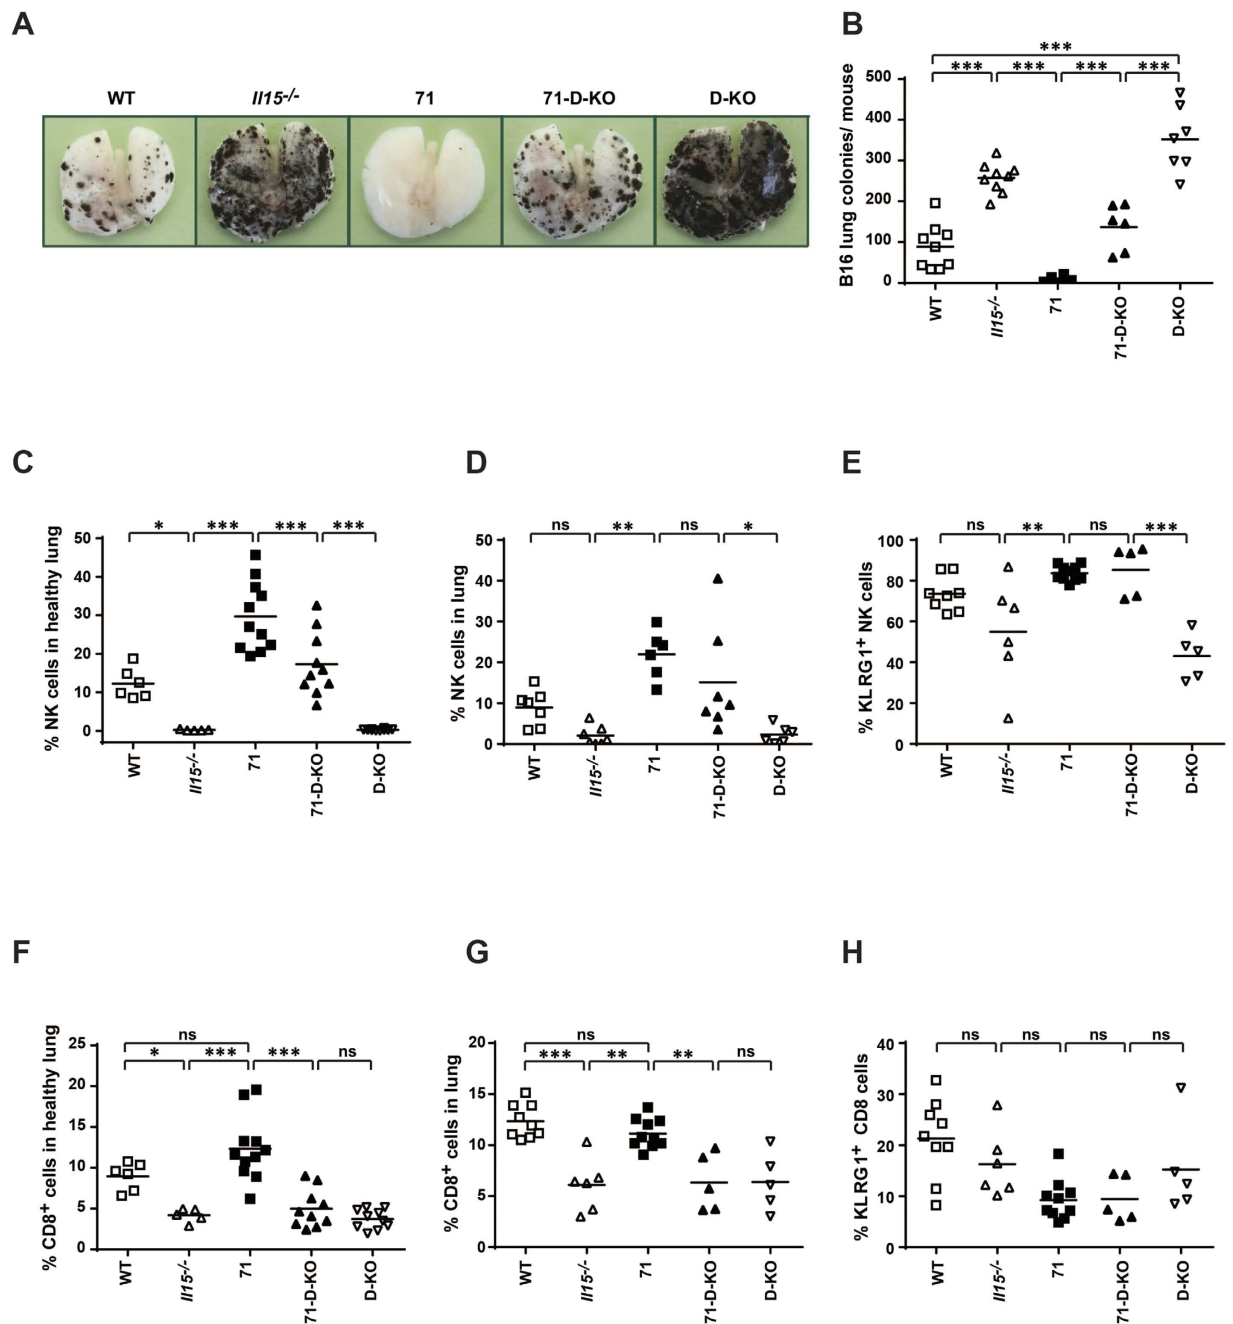 A
WT
Il15-/-
71
71-D-KO
D-KO
B
***
*** *** *** ***
B16 lung colonies/ mouse
500
400
300
200
100
0
WT
Il15-/-
71
71-D-KO
D-KO
C
* *** *** ***
% NK cells in healthy lung
50
40
30
20
10
0
WT
Il15-/-
71
71-D-KO
D-KO
D
ns ** ns *
% NK cells in lung
50
40
30
20
10
0
WT
Il15-/-
71
71-D-KO
D-KO
E
ns ** ns ***
% KLRG1+ NK cells
100
80
60
40
20
0
WT
Il15-/-
71
71-D-KO
D-KO
F
ns
* *** *** ns
% CD8+ cells in healthy lung
25
20
15
10
5
0
WT
Il15-/-
71
71-D-KO
D-KO
G
ns
*** ** ** ns
% CD8+ cells in lung
20
15
10
5
0
WT
Il15-/-
71
71-D-KO
D-KO
H
ns ns ns ns
% KLRG1+ CD8 cells
40
30
20
10
0
WT
Il15-/-
71
71-D-KO
D-KO